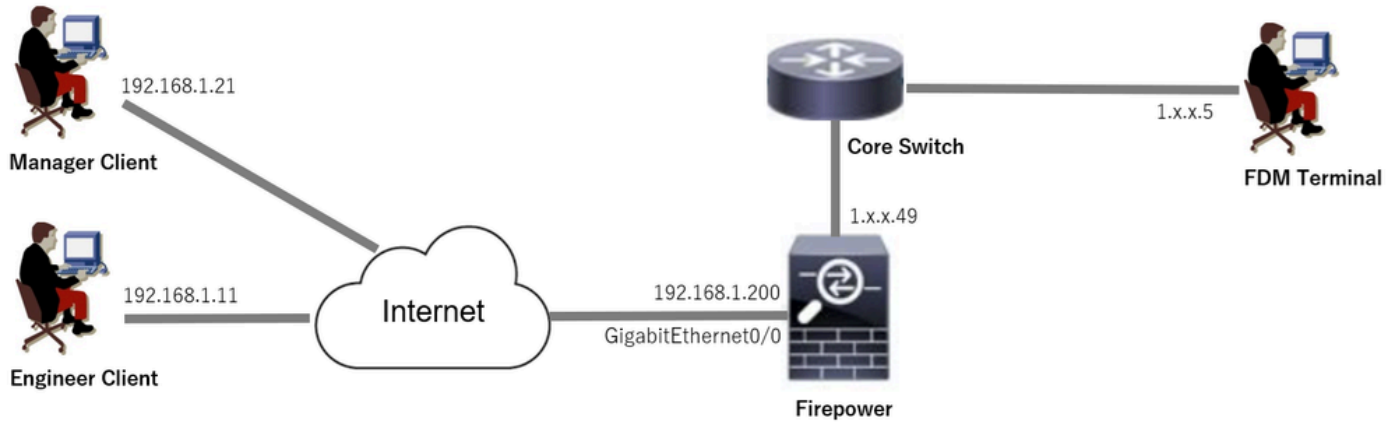 192.168.1.21
Manager Client
192.168.1.11
Engineer Client
Internet
192.168.1.200
GigabitEthernet0/0
Firepower
1.x.x.49
Core Switch
1.x.x.5
FDM Terminal